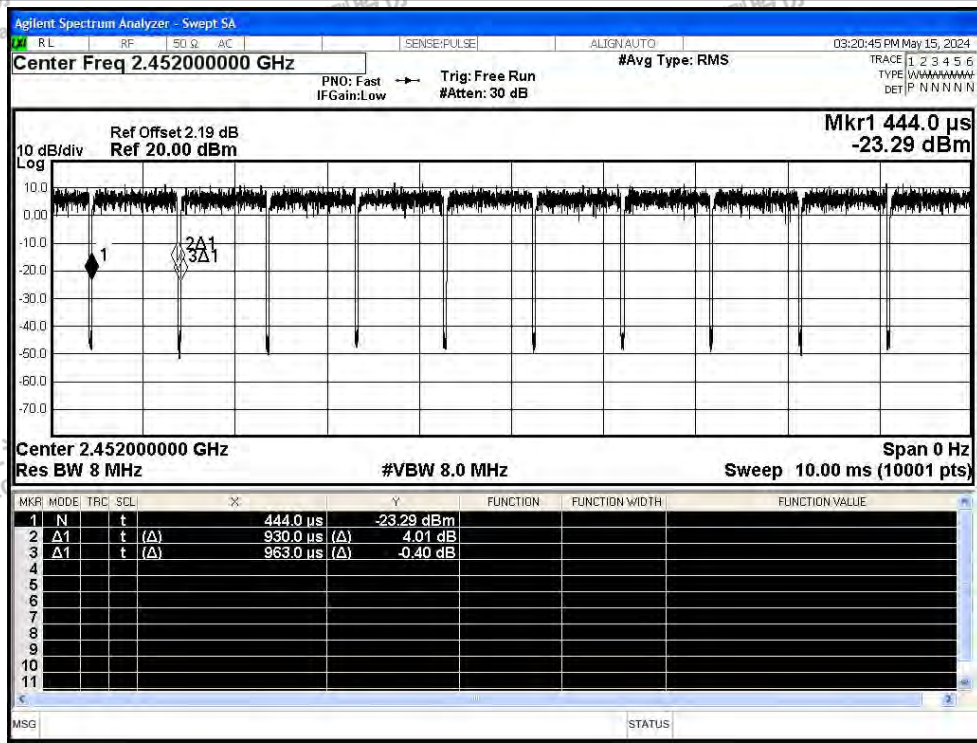 Agilent Spectrum Analyzer - Swept SA
RL RF 50 Ω AC SENSE:PULSE ALIGNAUTO 03:20:45 PM May 15, 2024
Center Freq 2.452000000 GHz
PNO: Fast
IFGain:Low
Trig: Free Run
#Atten: 30 dB
#Avg Type: RMS
TRACE 1 2 3 4 5 6
TYPE
DET P N N N N N
Ref Offset 2.19 dB
10 dB/div Ref 20.00 dBm
Log
Mkr1 444.0 µs
-23.29 dBm
10.0
0.00
-10.0
-20.0
-30.0
-40.0
-50.0
-60.0
-70.0
1
2Δ1
3Δ1
Center 2.452000000 GHz Span 0 Hz
Res BW 8 MHz #VBW 8.0 MHz Sweep 10.00 ms (10001 pts)
MKR MODE TRC SCL X Y FUNCTION FUNCTION WIDTH FUNCTION VALUE
1 N t 444.0 µs -23.29 dBm
2 Δ1 t (Δ) 930.0 µs (Δ) 4.01 dB
3 Δ1 t (Δ) 963.0 µs (Δ) -0.40 dB
4
5
6
7
8
9
10
11
MSG STATUS